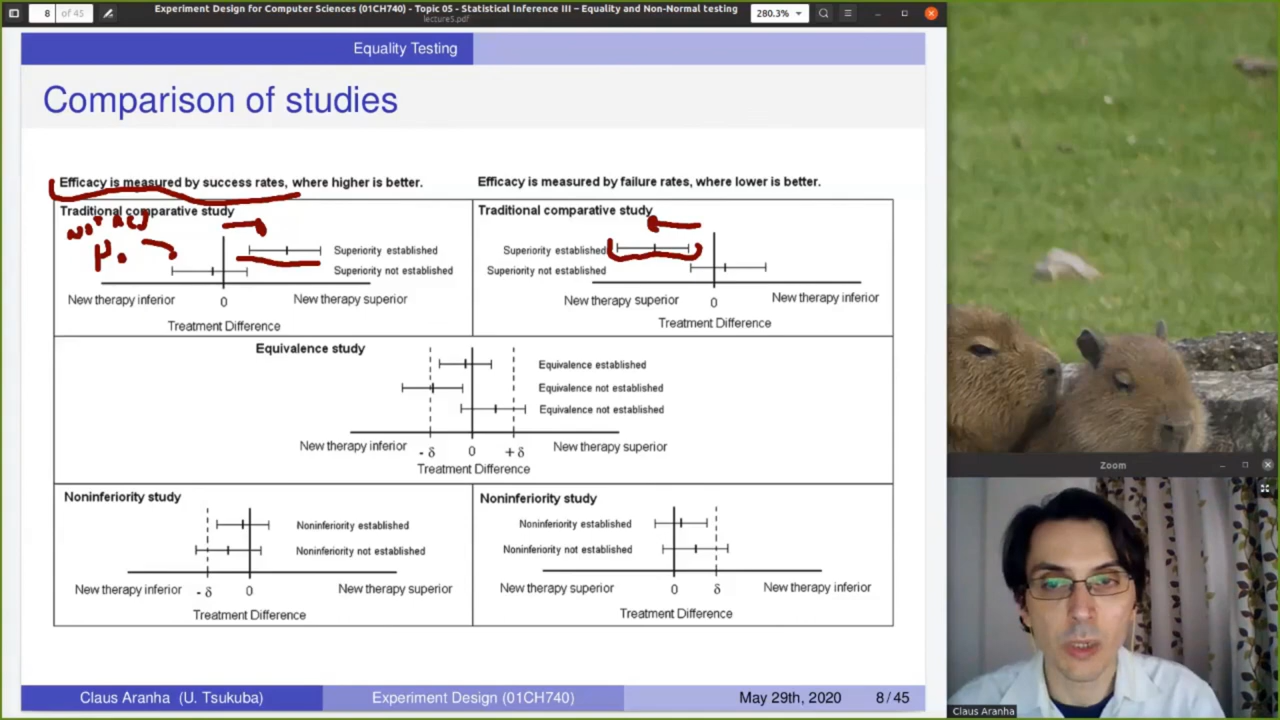 8 of 45
Experiment Design for Computer Sciences (01CH740) - Topic 05 - Statistical Inference III – Equality and Non-Normal testing
lecture5.pdf
280.3%
Equality Testing
Comparison of studies
Efficacy is measured by success rates, where higher is better.
Efficacy is measured by failure rates, where lower is better.
Traditional comparative study
Superiority established
Superiority not established
New therapy inferior
0
New therapy superior
Treatment Difference
Traditional comparative study
Superiority established
Superiority not established
New therapy superior
0
New therapy inferior
Treatment Difference
Equivalence study
Equivalence established
Equivalence not established
Equivalence not established
New therapy inferior
- δ
0
+ δ
New therapy superior
Treatment Difference
Noninferiority study
Noninferiority established
Noninferiority not established
New therapy inferior
- δ
0
New therapy superior
Treatment Difference
Noninferiority study
Noninferiority established
Noninferiority not established
New therapy superior
0
δ
New therapy inferior
Treatment Difference
Claus Aranha (U. Tsukuba)
Experiment Design (01CH740)
May 29th, 2020
8 / 45
Zoom
Claus Aranha